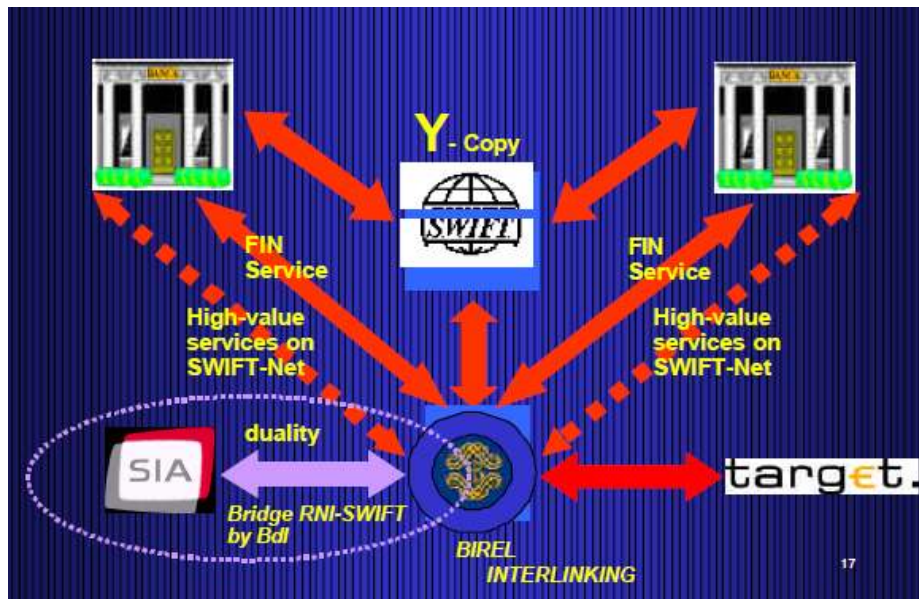 BANCA
BANCA
Y - Copy
S.W.I.F.T.
FIN
Service
FIN
Service
High-value
services on
SWIFT-Net
High-value
services on
SWIFT-Net
SIA
duality
Bridge RNI-SWIFT
by BdI
target.
BIREL
INTERLINKING
17